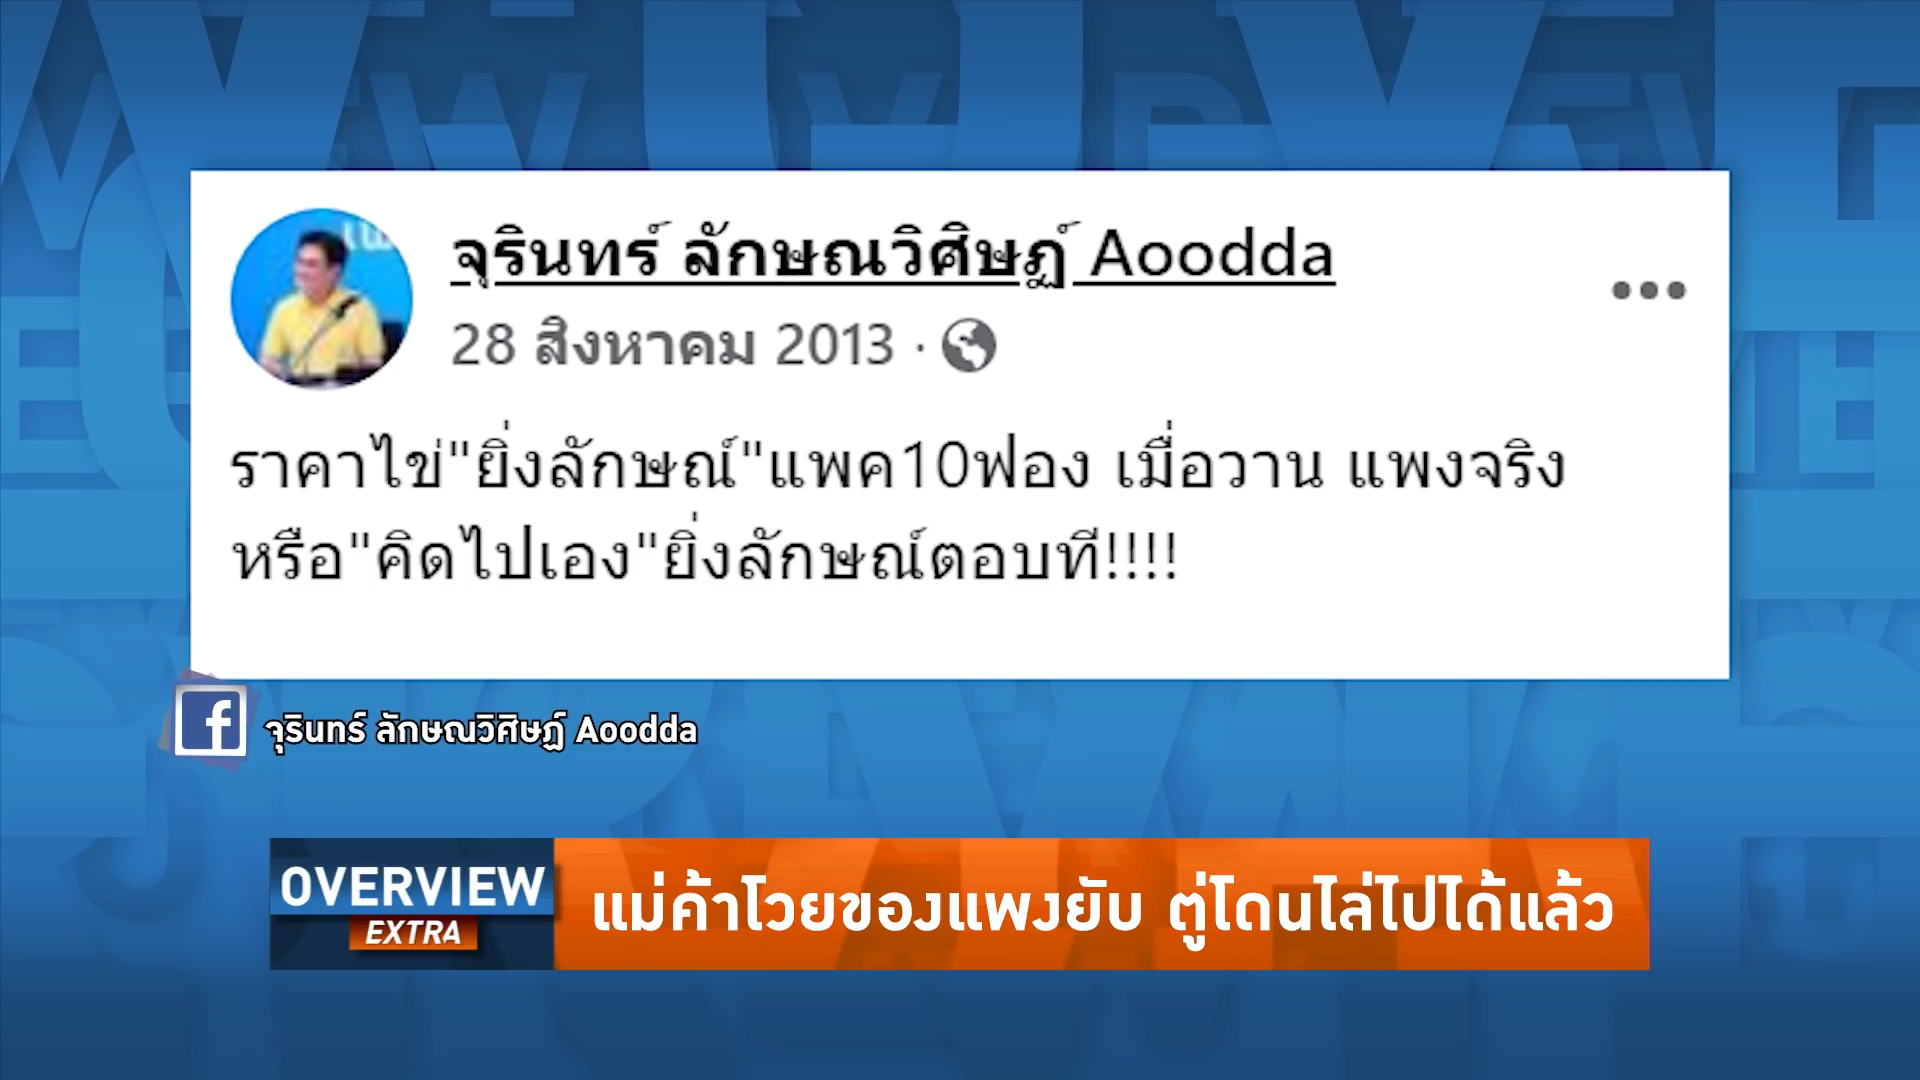 จุรินทร์ ลักษณวิศิษฏ์ Aoodda
28 สิงหาคม 2013 ·
ราคาไข่"ยิ่งลักษณ์"แพค10ฟอง เมื่อวาน แพงจริง
หรือ"คิดไปเอง"ยิ่งลักษณ์ตอบที!!!!
จุรินทร์ ลักษณวิศิษฏ์ Aoodda
OVERVIEW
EXTRA
แม่ค้าโวยของแพงยับ ตู่โดนไล่ไปได้แล้ว